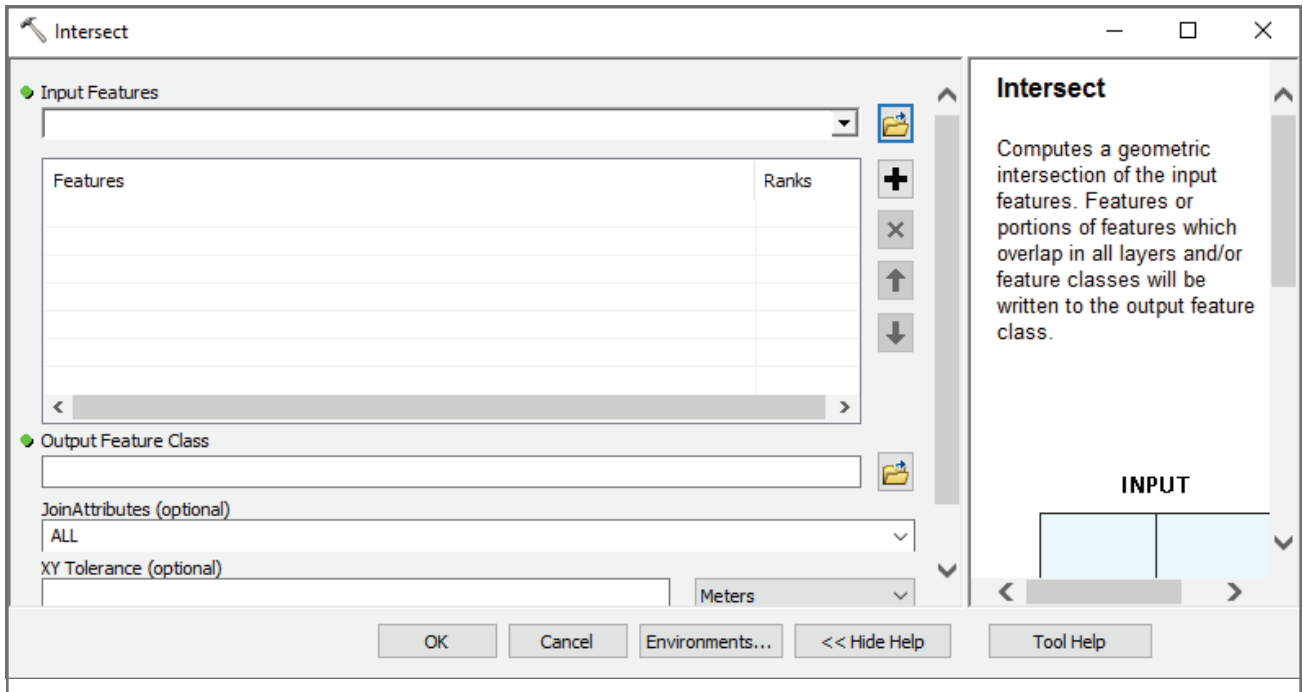 Intersect
Input Features
Features Ranks
Output Feature Class
JoinAttributes (optional)
ALL
XY Tolerance (optional)
Meters
OK Cancel Environments... << Hide Help Tool Help
Intersect
Computes a geometric
intersection of the input
features. Features or
portions of features which
overlap in all layers and/or
feature classes will be
written to the output feature
class.
INPUT